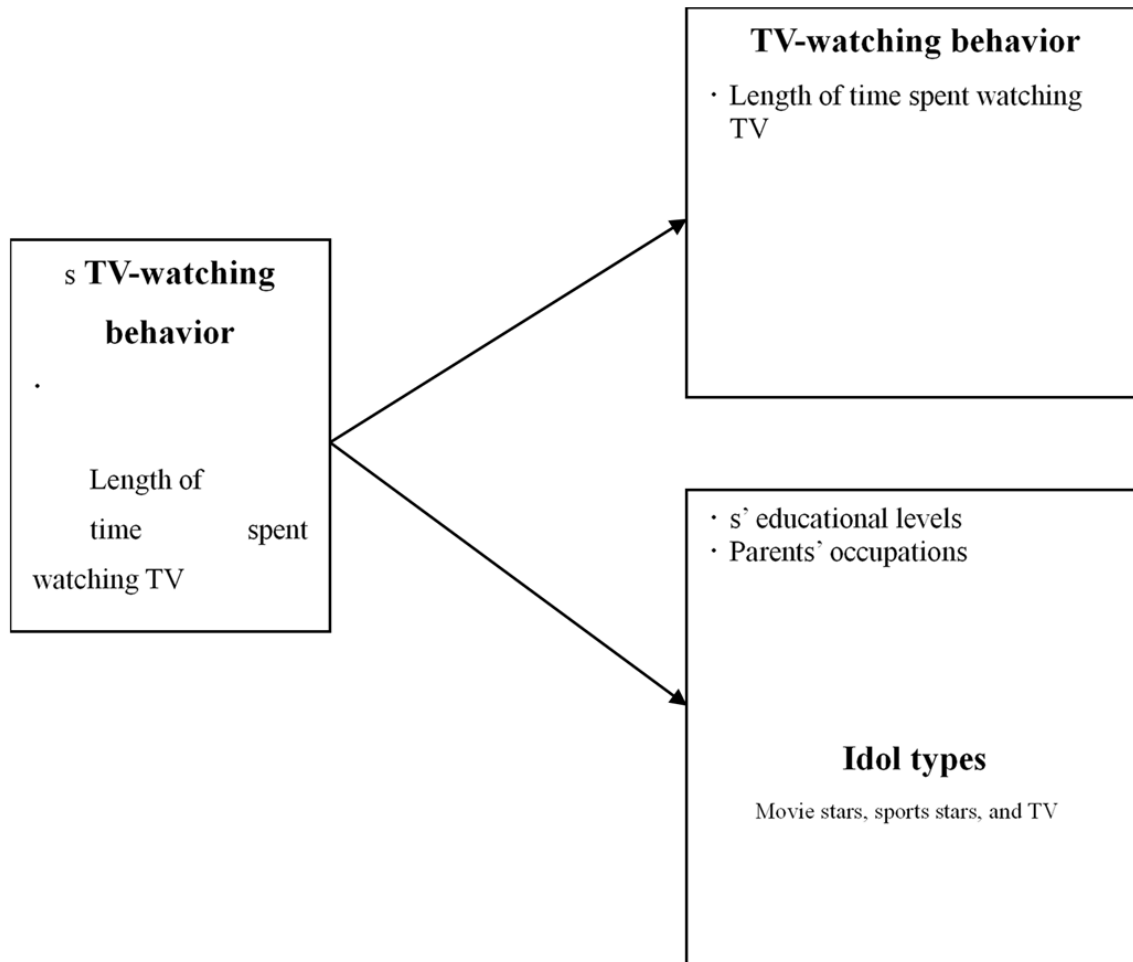 TV-watching behavior
· Length of time spent watching
TV
s TV-watching
behavior
·
Length of
time spent
watching TV
· s’ educational levels
· Parents’ occupations
Idol types
Movie stars, sports stars, and TV